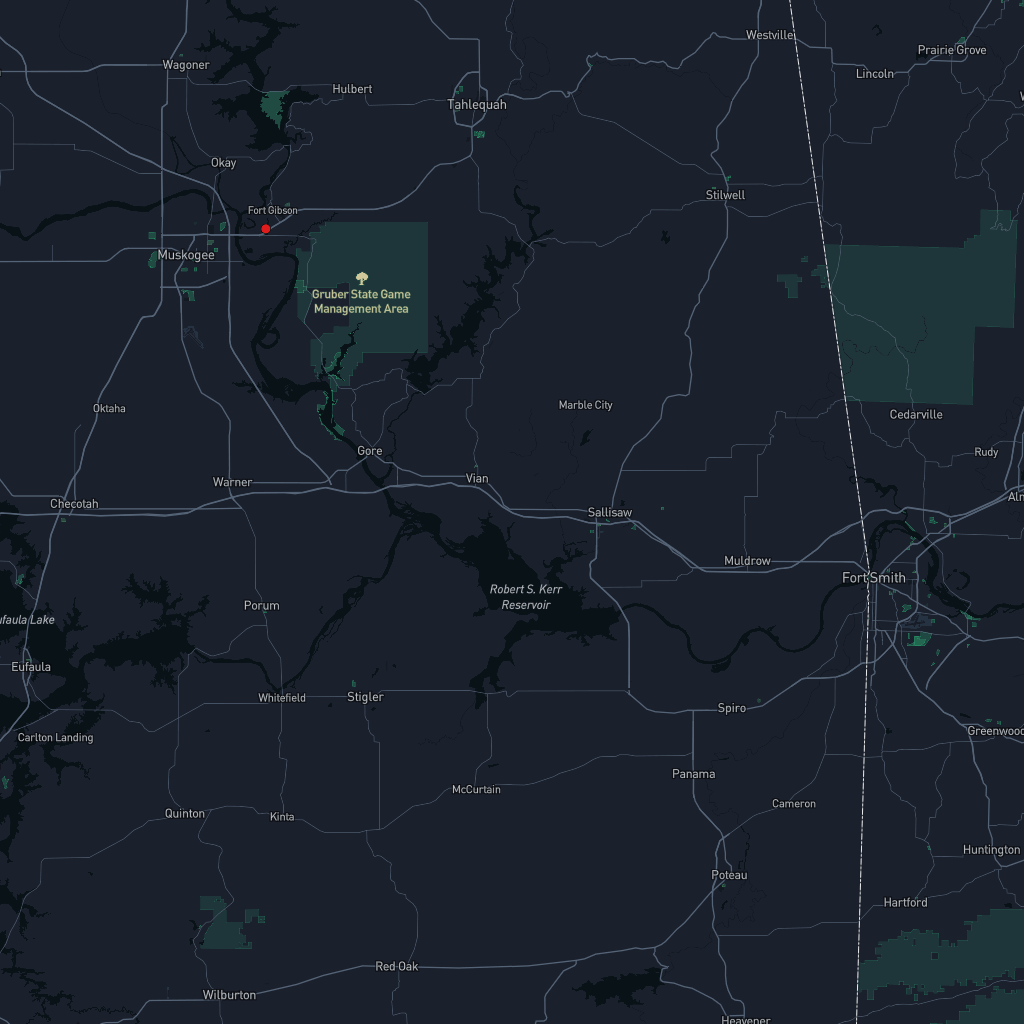 Westville
Prairie Grove
Wagoner
Lincoln
Hulbert
Tahlequah
Okay
Stilwell
Fort Gibson
Muskogee
Gruber State Game
Management Area
Oktaha
Marble City
Cedarville
Gore
Rudy
Warner
Vian
Checotah
Aln
Sallisaw
Muldrow
Fort Smith
Robert S. Kerr
Reservoir
Porum
ufaula Lake
Eufaula
Whitefield
Stigler
Spiro
Carlton Landing
Greenwood
Panama
McCurtain
Cameron
Quinton
Kinta
Huntington
Poteau
Hartford
Red Oak
Wilburton
Heavener